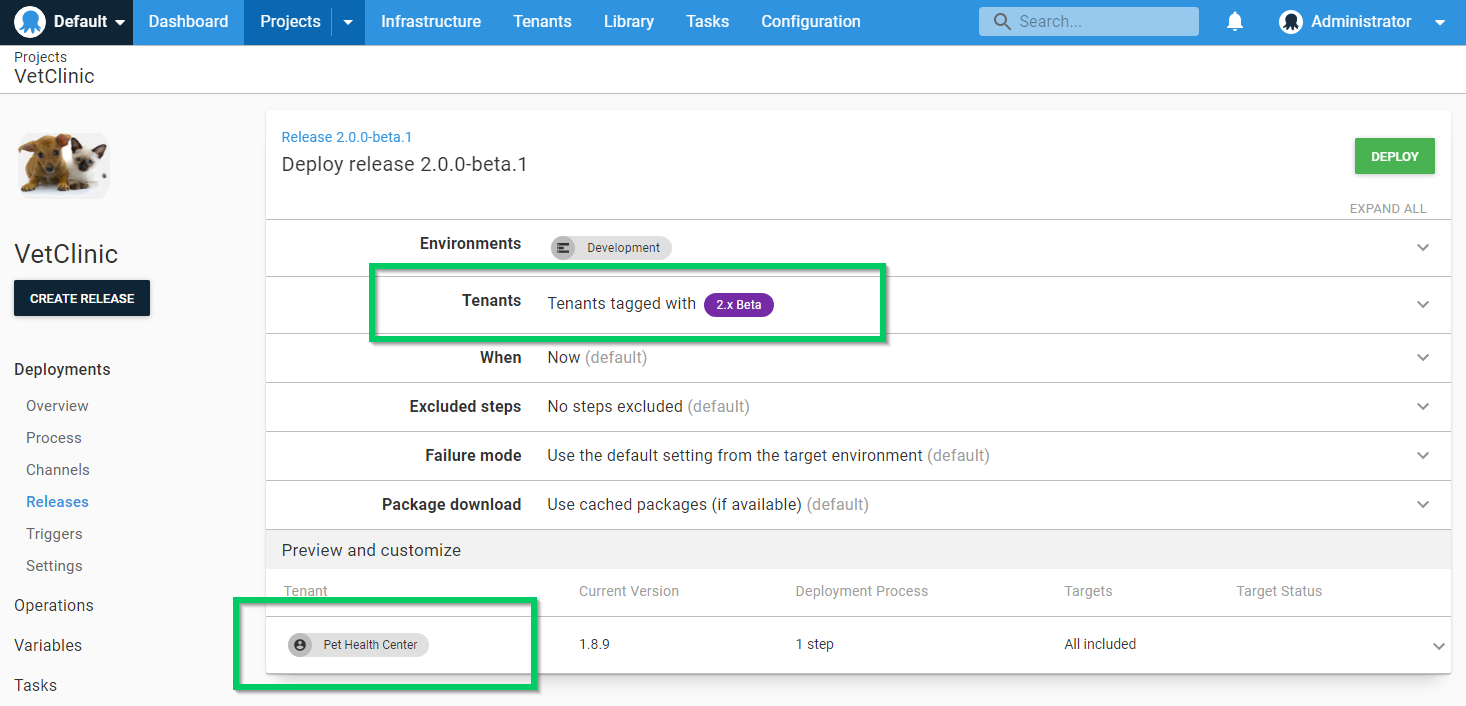 Default Dashboard Projects Infrastructure Tenants Library Tasks Configuration Search... Administrator
Projects
VetClinic
VetClinic
CREATE RELEASE
Deployments
Overview
Process
Channels
Releases
Triggers
Settings
Operations
Variables
Tasks
Release 2.0.0-beta.1
Deploy release 2.0.0-beta.1
DEPLOY
EXPAND ALL
Environments Development
Tenants Tenants tagged with 2.x Beta
When Now (default)
Excluded steps No steps excluded (default)
Failure mode Use the default setting from the target environment (default)
Package download Use cached packages (if available) (default)
Preview and customize
Tenant Current Version Deployment Process Targets Target Status
Pet Health Center 1.8.9 1 step All included